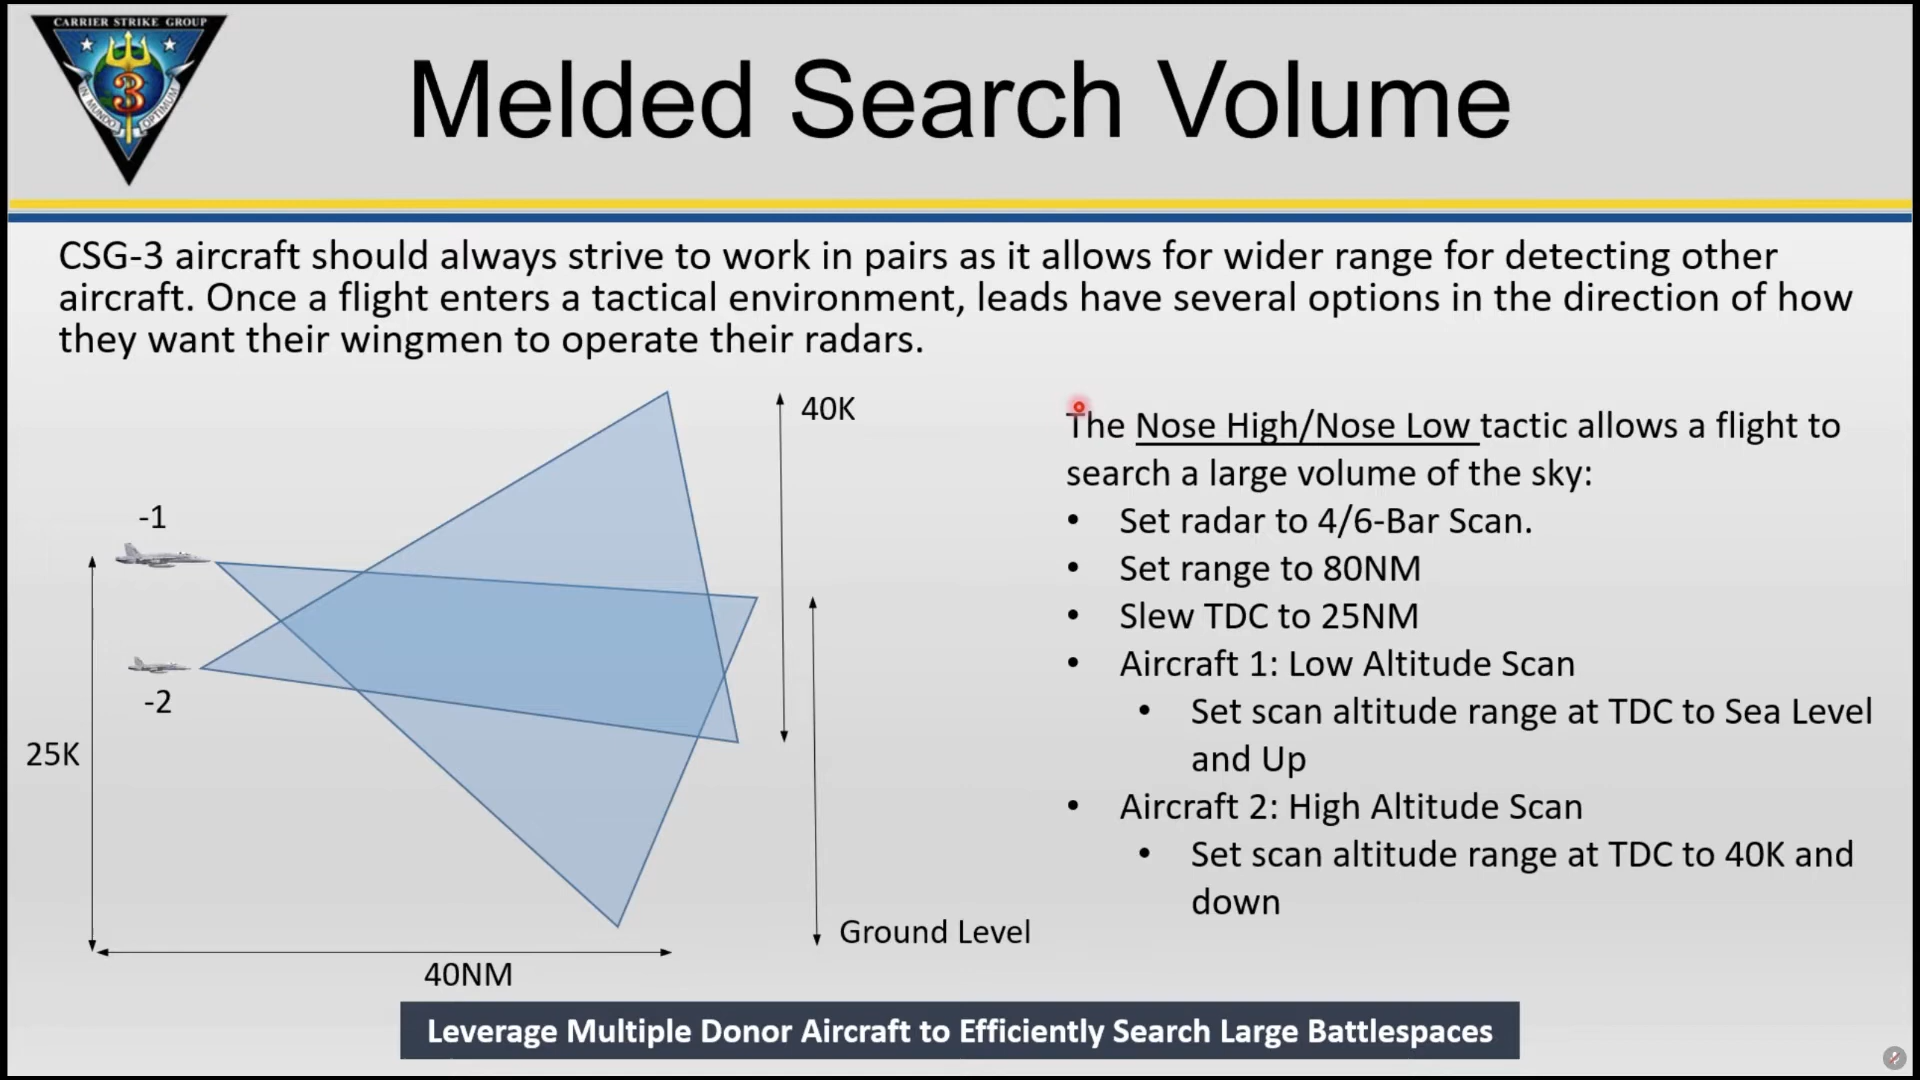 CARRIER STRIKE GROUP
3
IN MUNDO OPTIMUM
Melded Search Volume
CSG-3 aircraft should always strive to work in pairs as it allows for wider range for detecting other
aircraft. Once a flight enters a tactical environment, leads have several options in the direction of how
they want their wingmen to operate their radars.
40K
-1
-2
25K
Ground Level
40NM
The Nose High/Nose Low tactic allows a flight to
search a large volume of the sky:
• Set radar to 4/6-Bar Scan.
• Set range to 80NM
• Slew TDC to 25NM
• Aircraft 1: Low Altitude Scan
• Set scan altitude range at TDC to Sea Level
and Up
• Aircraft 2: High Altitude Scan
• Set scan altitude range at TDC to 40K and
down
Leverage Multiple Donor Aircraft to Efficiently Search Large Battlespaces